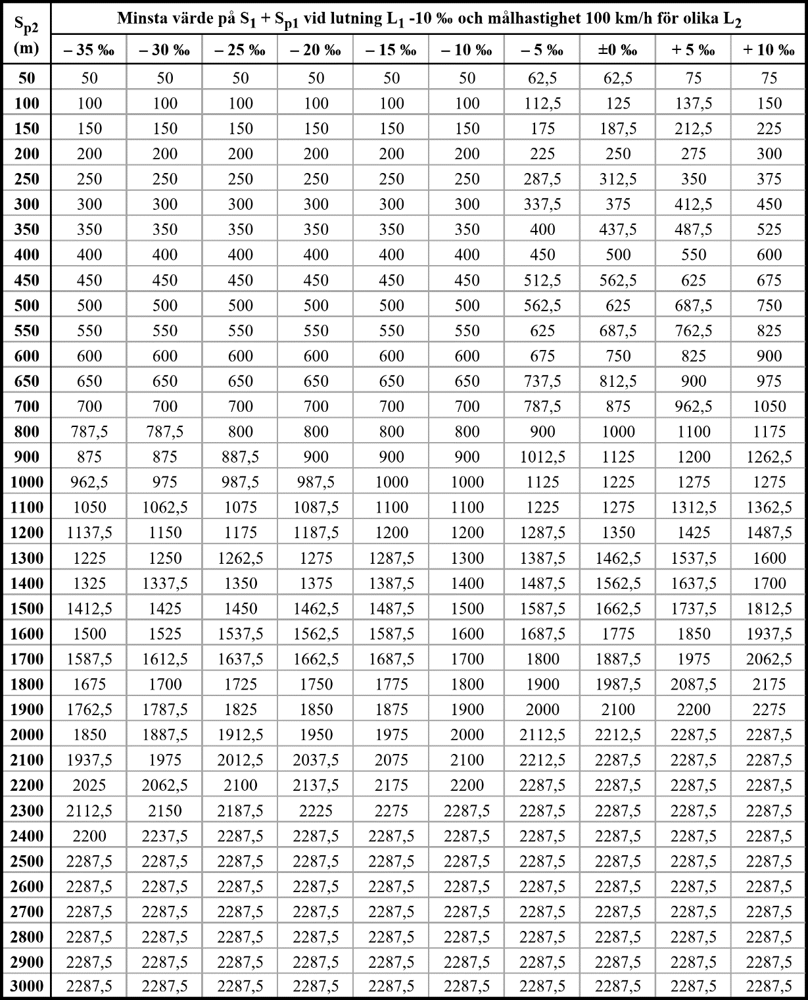 S_p2 (m) Minsta värde på S_1 + S_p1 vid lutning L_1 -10 ‰ och målhastighet 100 km/h för olika L_2
– 35 ‰ – 30 ‰ – 25 ‰ – 20 ‰ – 15 ‰ – 10 ‰ – 5 ‰ ±0 ‰ + 5 ‰ + 10 ‰
50 50 50 50 50 50 50 62,5 62,5 75 75
100 100 100 100 100 100 100 112,5 125 137,5 150
150 150 150 150 150 150 150 175 187,5 212,5 225
200 200 200 200 200 200 200 225 250 275 300
250 250 250 250 250 250 250 287,5 312,5 350 375
300 300 300 300 300 300 300 337,5 375 412,5 450
350 350 350 350 350 350 350 400 437,5 487,5 525
400 400 400 400 400 400 400 450 500 550 600
450 450 450 450 450 450 450 512,5 562,5 625 675
500 500 500 500 500 500 500 562,5 625 687,5 750
550 550 550 550 550 550 550 625 687,5 762,5 825
600 600 600 600 600 600 600 675 750 825 900
650 650 650 650 650 650 650 737,5 812,5 900 975
700 700 700 700 700 700 700 787,5 875 962,5 1050
800 787,5 787,5 800 800 800 800 900 1000 1100 1175
900 875 875 887,5 900 900 900 1012,5 1125 1200 1262,5
1000 962,5 975 987,5 987,5 1000 1000 1125 1225 1275 1275
1100 1050 1062,5 1075 1087,5 1100 1100 1225 1275 1312,5 1362,5
1200 1137,5 1150 1175 1187,5 1200 1200 1287,5 1350 1425 1487,5
1300 1225 1250 1262,5 1275 1287,5 1300 1387,5 1462,5 1537,5 1600
1400 1325 1337,5 1350 1375 1387,5 1400 1487,5 1562,5 1637,5 1700
1500 1412,5 1425 1450 1462,5 1487,5 1500 1587,5 1662,5 1737,5 1812,5
1600 1500 1525 1537,5 1562,5 1587,5 1600 1687,5 1775 1850 1937,5
1700 1587,5 1612,5 1637,5 1662,5 1687,5 1700 1800 1887,5 1975 2062,5
1800 1675 1700 1725 1750 1775 1800 1900 1987,5 2087,5 2175
1900 1762,5 1787,5 1825 1850 1875 1900 2000 2100 2200 2275
2000 1850 1887,5 1912,5 1950 1975 2000 2112,5 2212,5 2287,5 2287,5
2100 1937,5 1975 2012,5 2037,5 2075 2100 2212,5 2287,5 2287,5 2287,5
2200 2025 2062,5 2100 2137,5 2175 2200 2287,5 2287,5 2287,5 2287,5
2300 2112,5 2150 2187,5 2225 2275 2287,5 2287,5 2287,5 2287,5 2287,5
2400 2200 2237,5 2287,5 2287,5 2287,5 2287,5 2287,5 2287,5 2287,5 2287,5
2500 2287,5 2287,5 2287,5 2287,5 2287,5 2287,5 2287,5 2287,5 2287,5 2287,5
2600 2287,5 2287,5 2287,5 2287,5 2287,5 2287,5 2287,5 2287,5 2287,5 2287,5
2700 2287,5 2287,5 2287,5 2287,5 2287,5 2287,5 2287,5 2287,5 2287,5 2287,5
2800 2287,5 2287,5 2287,5 2287,5 2287,5 2287,5 2287,5 2287,5 2287,5 2287,5
2900 2287,5 2287,5 2287,5 2287,5 2287,5 2287,5 2287,5 2287,5 2287,5 2287,5
3000 2287,5 2287,5 2287,5 2287,5 2287,5 2287,5 2287,5 2287,5 2287,5 2287,5